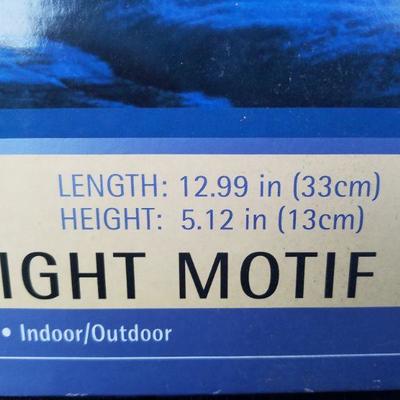 LENGTH: 12.99 in (33cm)
HEIGHT: 5.12 in (13cm)
IGHT MOTIF
• Indoor/Outdoor